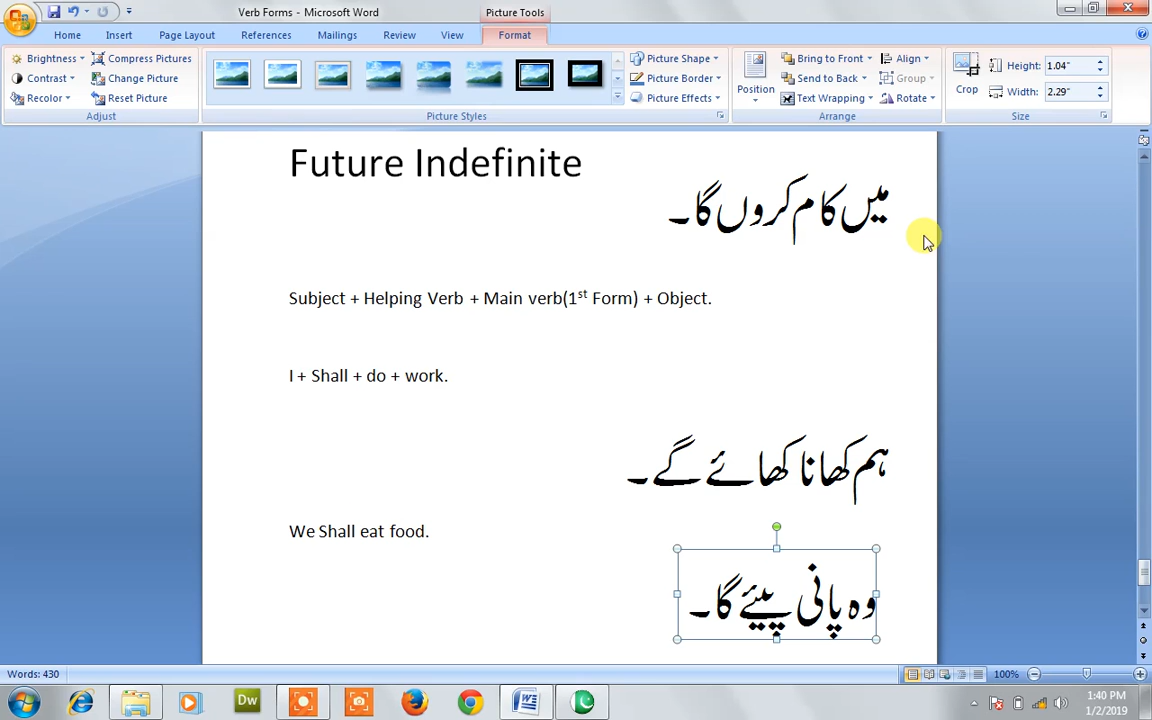 Verb Forms - Microsoft Word
Picture Tools
Home Insert Page Layout References Mailings Review View Format
Brightness Compress Pictures Picture Shape Bring to Front Align Height: 1.04"
Contrast Change Picture Picture Border Send to Back Group Width: 2.29"
Recolor Reset Picture Picture Effects Position Text Wrapping Rotate Crop
Adjust Picture Styles Arrange Size
Future Indefinite
میں کام کروں گا۔
Subject + Helping Verb + Main verb(1st Form) + Object.
I + Shall + do + work.
ہم کھانا کھائے گے۔
We Shall eat food.
وہ پانی پیئے گا۔
Words: 430 100%
Dw
1:40 PM
1/2/2019